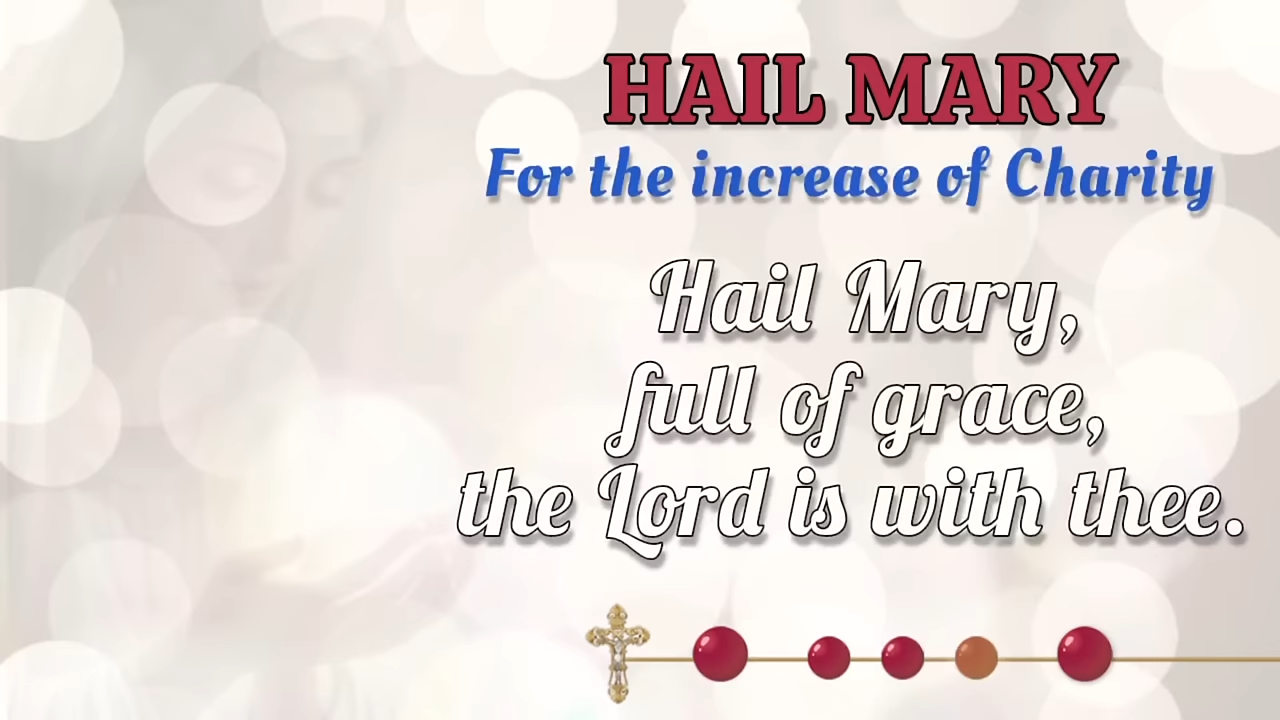 HAIL MARY
For the increase of Charity
Hail Mary,
full of grace,
the Lord is with thee.